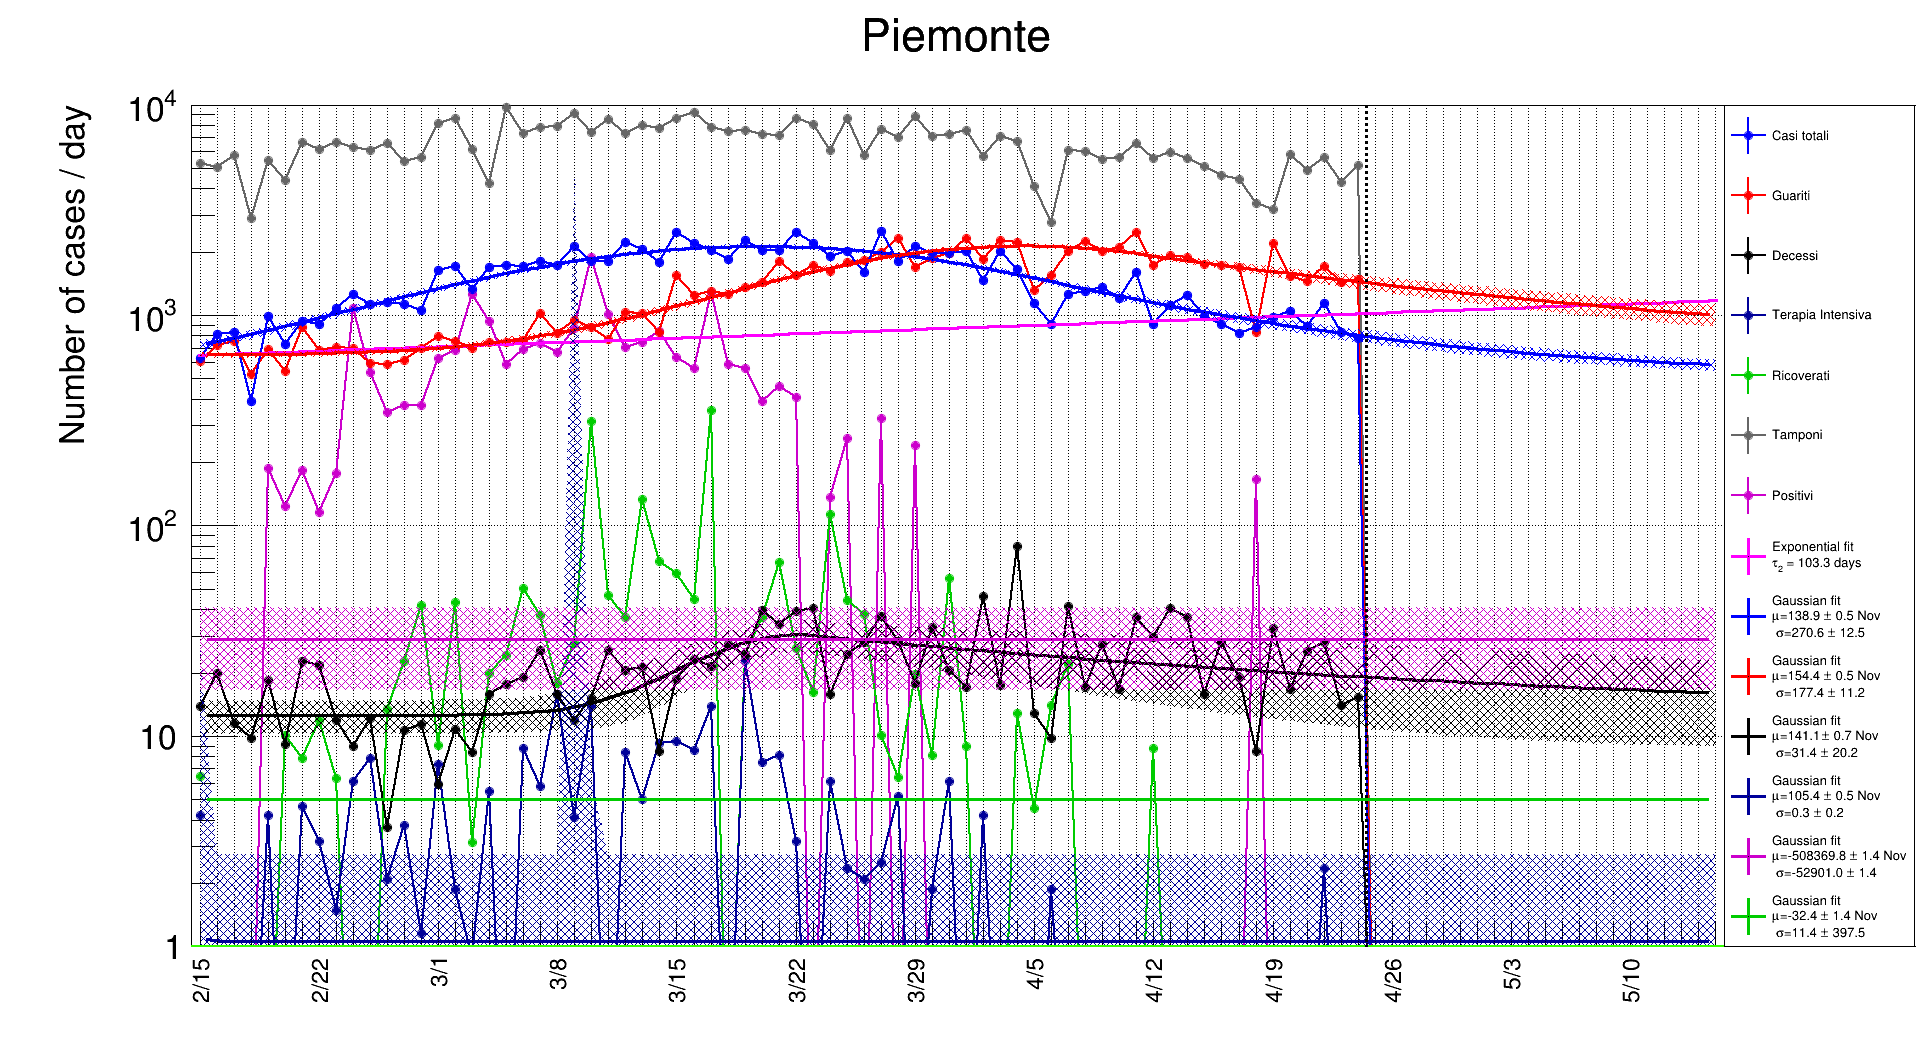 Piemonte
Number of cases / day
10^4
10^3
10^2
10
1
2/15
2/22
3/1
3/8
3/15
3/22
3/29
4/5
4/12
4/19
4/26
5/3
5/10
Casi totali
Guariti
Decessi
Terapia Intensiva
Ricoverati
Tamponi
Positivi
Exponential fit
τ₂ = 103.3 days
Gaussian fit
μ=138.9 ± 0.5 Nov
σ=270.6 ± 12.5
Gaussian fit
μ=154.4 ± 0.5 Nov
σ=177.4 ± 11.2
Gaussian fit
μ=141.1 ± 0.7 Nov
σ=31.4 ± 20.2
Gaussian fit
μ=105.4 ± 0.5 Nov
σ=0.3 ± 0.2
Gaussian fit
μ=-508369.8 ± 1.4 Nov
σ=-52901.0 ± 1.4
Gaussian fit
μ=-32.4 ± 1.4 Nov
σ=11.4 ± 397.5